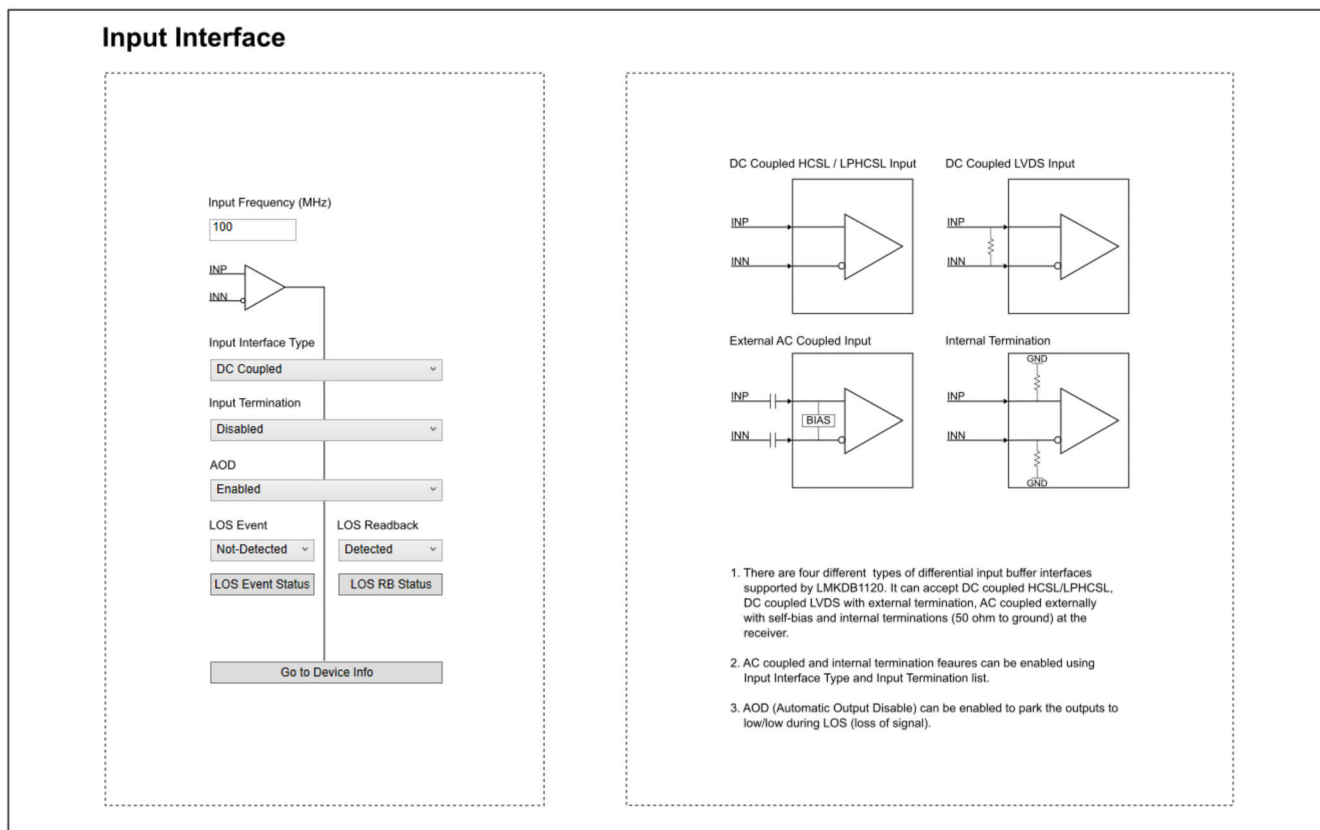 Input Interface
Input Frequency (MHz)
100
INP
INN
Input Interface Type
DC Coupled
Input Termination
Disabled
AOD
Enabled
LOS Event
LOS Readback
Not-Detected
Detected
LOS Event Status
LOS RB Status
Go to Device Info
DC Coupled HCSL / LPHCSL Input
INP
INN
DC Coupled LVDS Input
INP
INN
External AC Coupled Input
INP
BIAS
INN
Internal Termination
GND
INP
INN
GND
1. There are four different types of differential input buffer interfaces
supported by LMKDB1120. It can accept DC coupled HCSL/LPHCSL,
DC coupled LVDS with external termination, AC coupled externally
with self-bias and internal terminations (50 ohm to ground) at the
receiver.
2. AC coupled and internal termination feaures can be enabled using
Input Interface Type and Input Termination list.
3. AOD (Automatic Output Disable) can be enabled to park the outputs to
low/low during LOS (loss of signal).